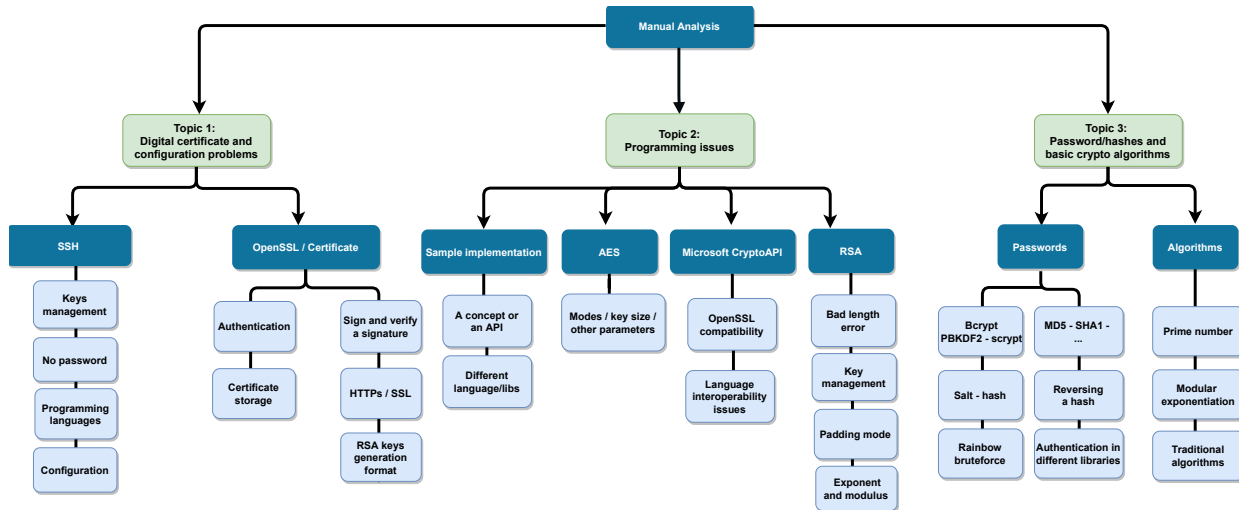 Manual Analysis
Topic 1:
Digital certificate and
configuration problems
Topic 2:
Programming issues
Topic 3:
Password/hashes and
basic crypto algorithms
SSH
OpenSSL / Certificate
Sample implementation
AES
Microsoft CryptoAPI
RSA
Passwords
Algorithms
Keys
management
No password
Programming
languages
Configuration
Authentication
Certificate
storage
Sign and verify
a signature
HTTPs / SSL
RSA keys
generation
format
A concept or
an API
Different
language/libs
Modes / key size /
other parameters
OpenSSL
compatibility
Language
interoperability
issues
Bad length
error
Key
management
Padding mode
Exponent
and modulus
Bcrypt
PBKDF2 - scrypt
Salt - hash
Rainbow
bruteforce
MD5 - SHA1 -
...
Reversing
a hash
Authentication in
different libraries
Prime number
Modular
exponentiation
Traditional
algorithms